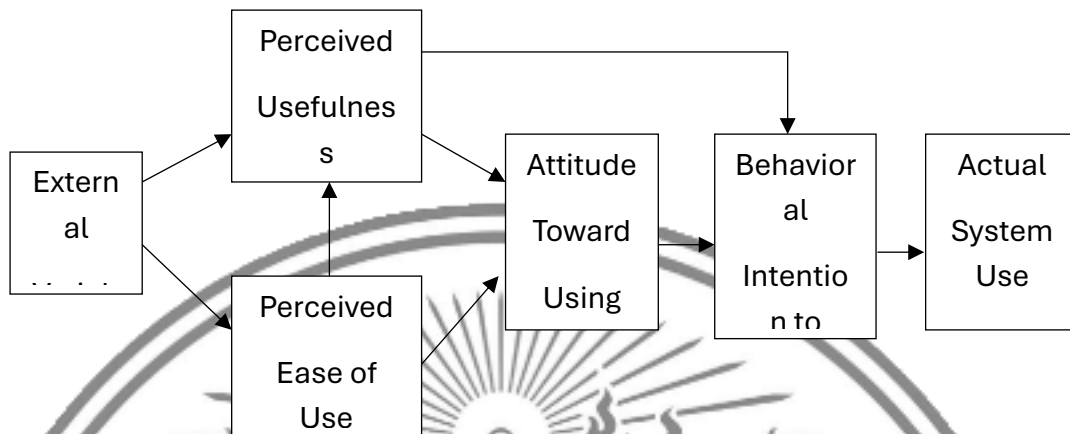 Perceived
Usefulnes
s
Extern
al
Perceived
Ease of
Use
Attitude
Toward
Using
Behavior
al
Intentio
n to
Actual
System
Use